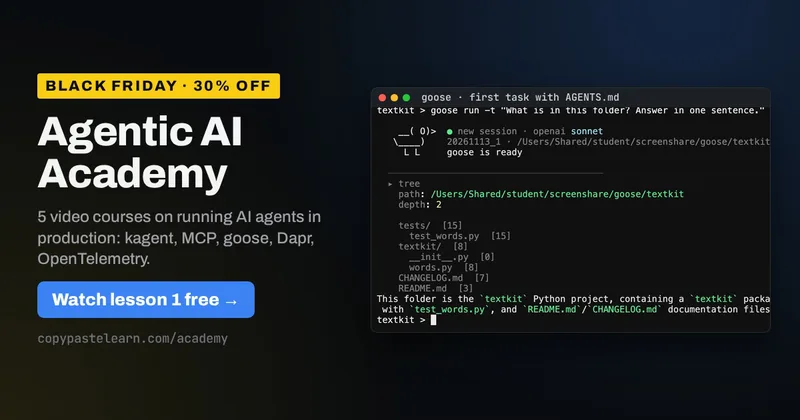 BLACK FRIDAY · 30% OFF
Agentic AI
Academy
5 video courses on running AI agents in
production: kagent, MCP, goose, Dapr,
OpenTelemetry.
Watch lesson 1 free →
copypastelearn.com/academy
goose · first task with AGENTS.md
textkit > goose run -t "What is in this folder? Answer in one sentence."
__( O)> ● new session · openai sonnet
\____) 20261113_1 · /Users/Shared/student/screenshare/goose/textkit
L L goose is ready
▸ tree
path: /Users/Shared/student/screenshare/goose/textkit
depth: 2
tests/ [15]
test_words.py [15]
textkit/ [8]
__init__.py [0]
words.py [8]
CHANGELOG.md [7]
README.md [3]
This folder is the `textkit` Python project, containing a `textkit` packa
with `test_words.py`, and `README.md`/`CHANGELOG.md` documentation files
textkit >